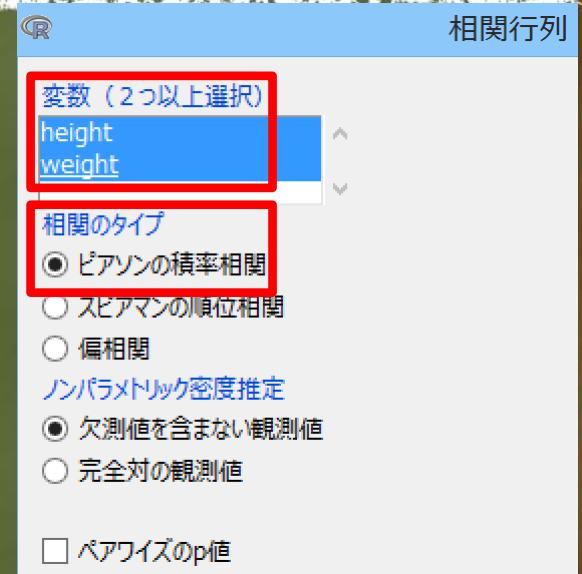 相関行列
変数（２つ以上選択）
height
weight
相関のタイプ
ピアソンの積率相関
スピアマンの順位相関
偏相関
ノンパラメトリック密度推定
欠測値を含まない観測値
完全対の観測値
ペアワイズのp値